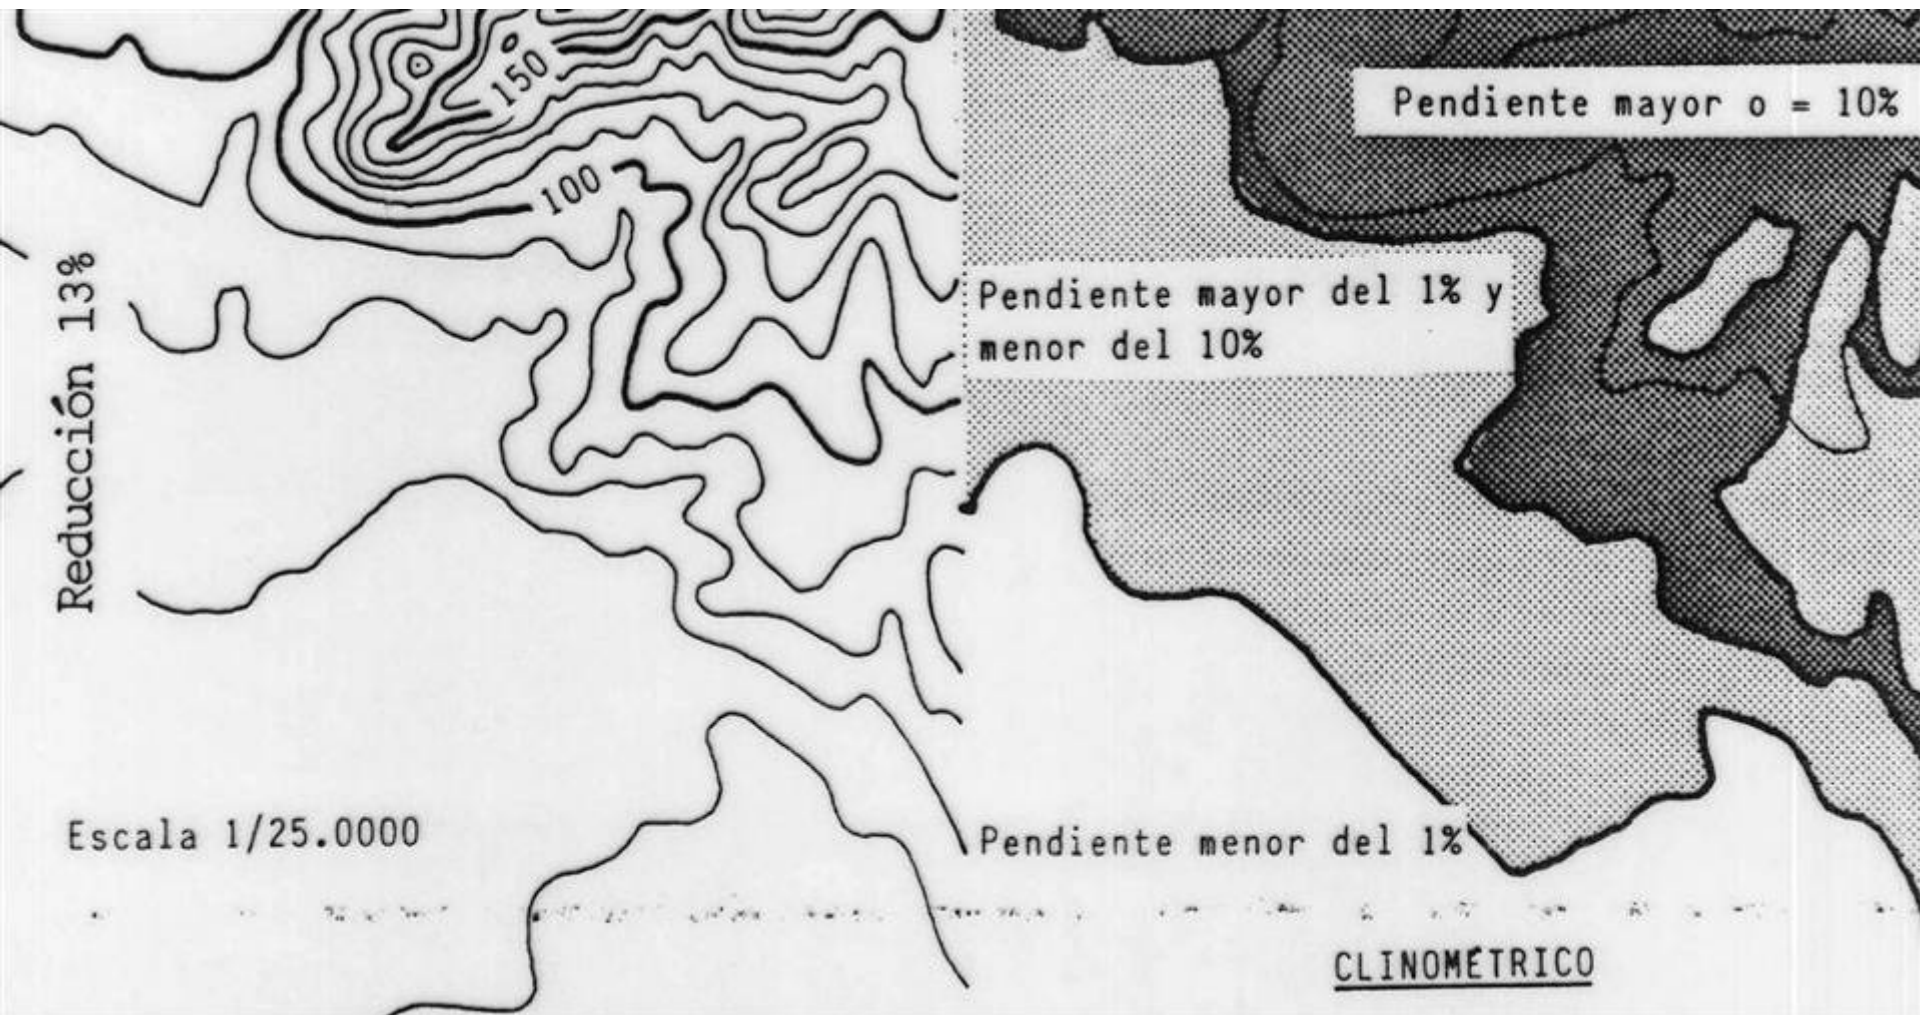 150
100
Reducción 13%
Escala 1/25.0000
Pendiente mayor o = 10%
Pendiente mayor del 1% y
menor del 10%
Pendiente menor del 1%
CLINOMÉTRICO